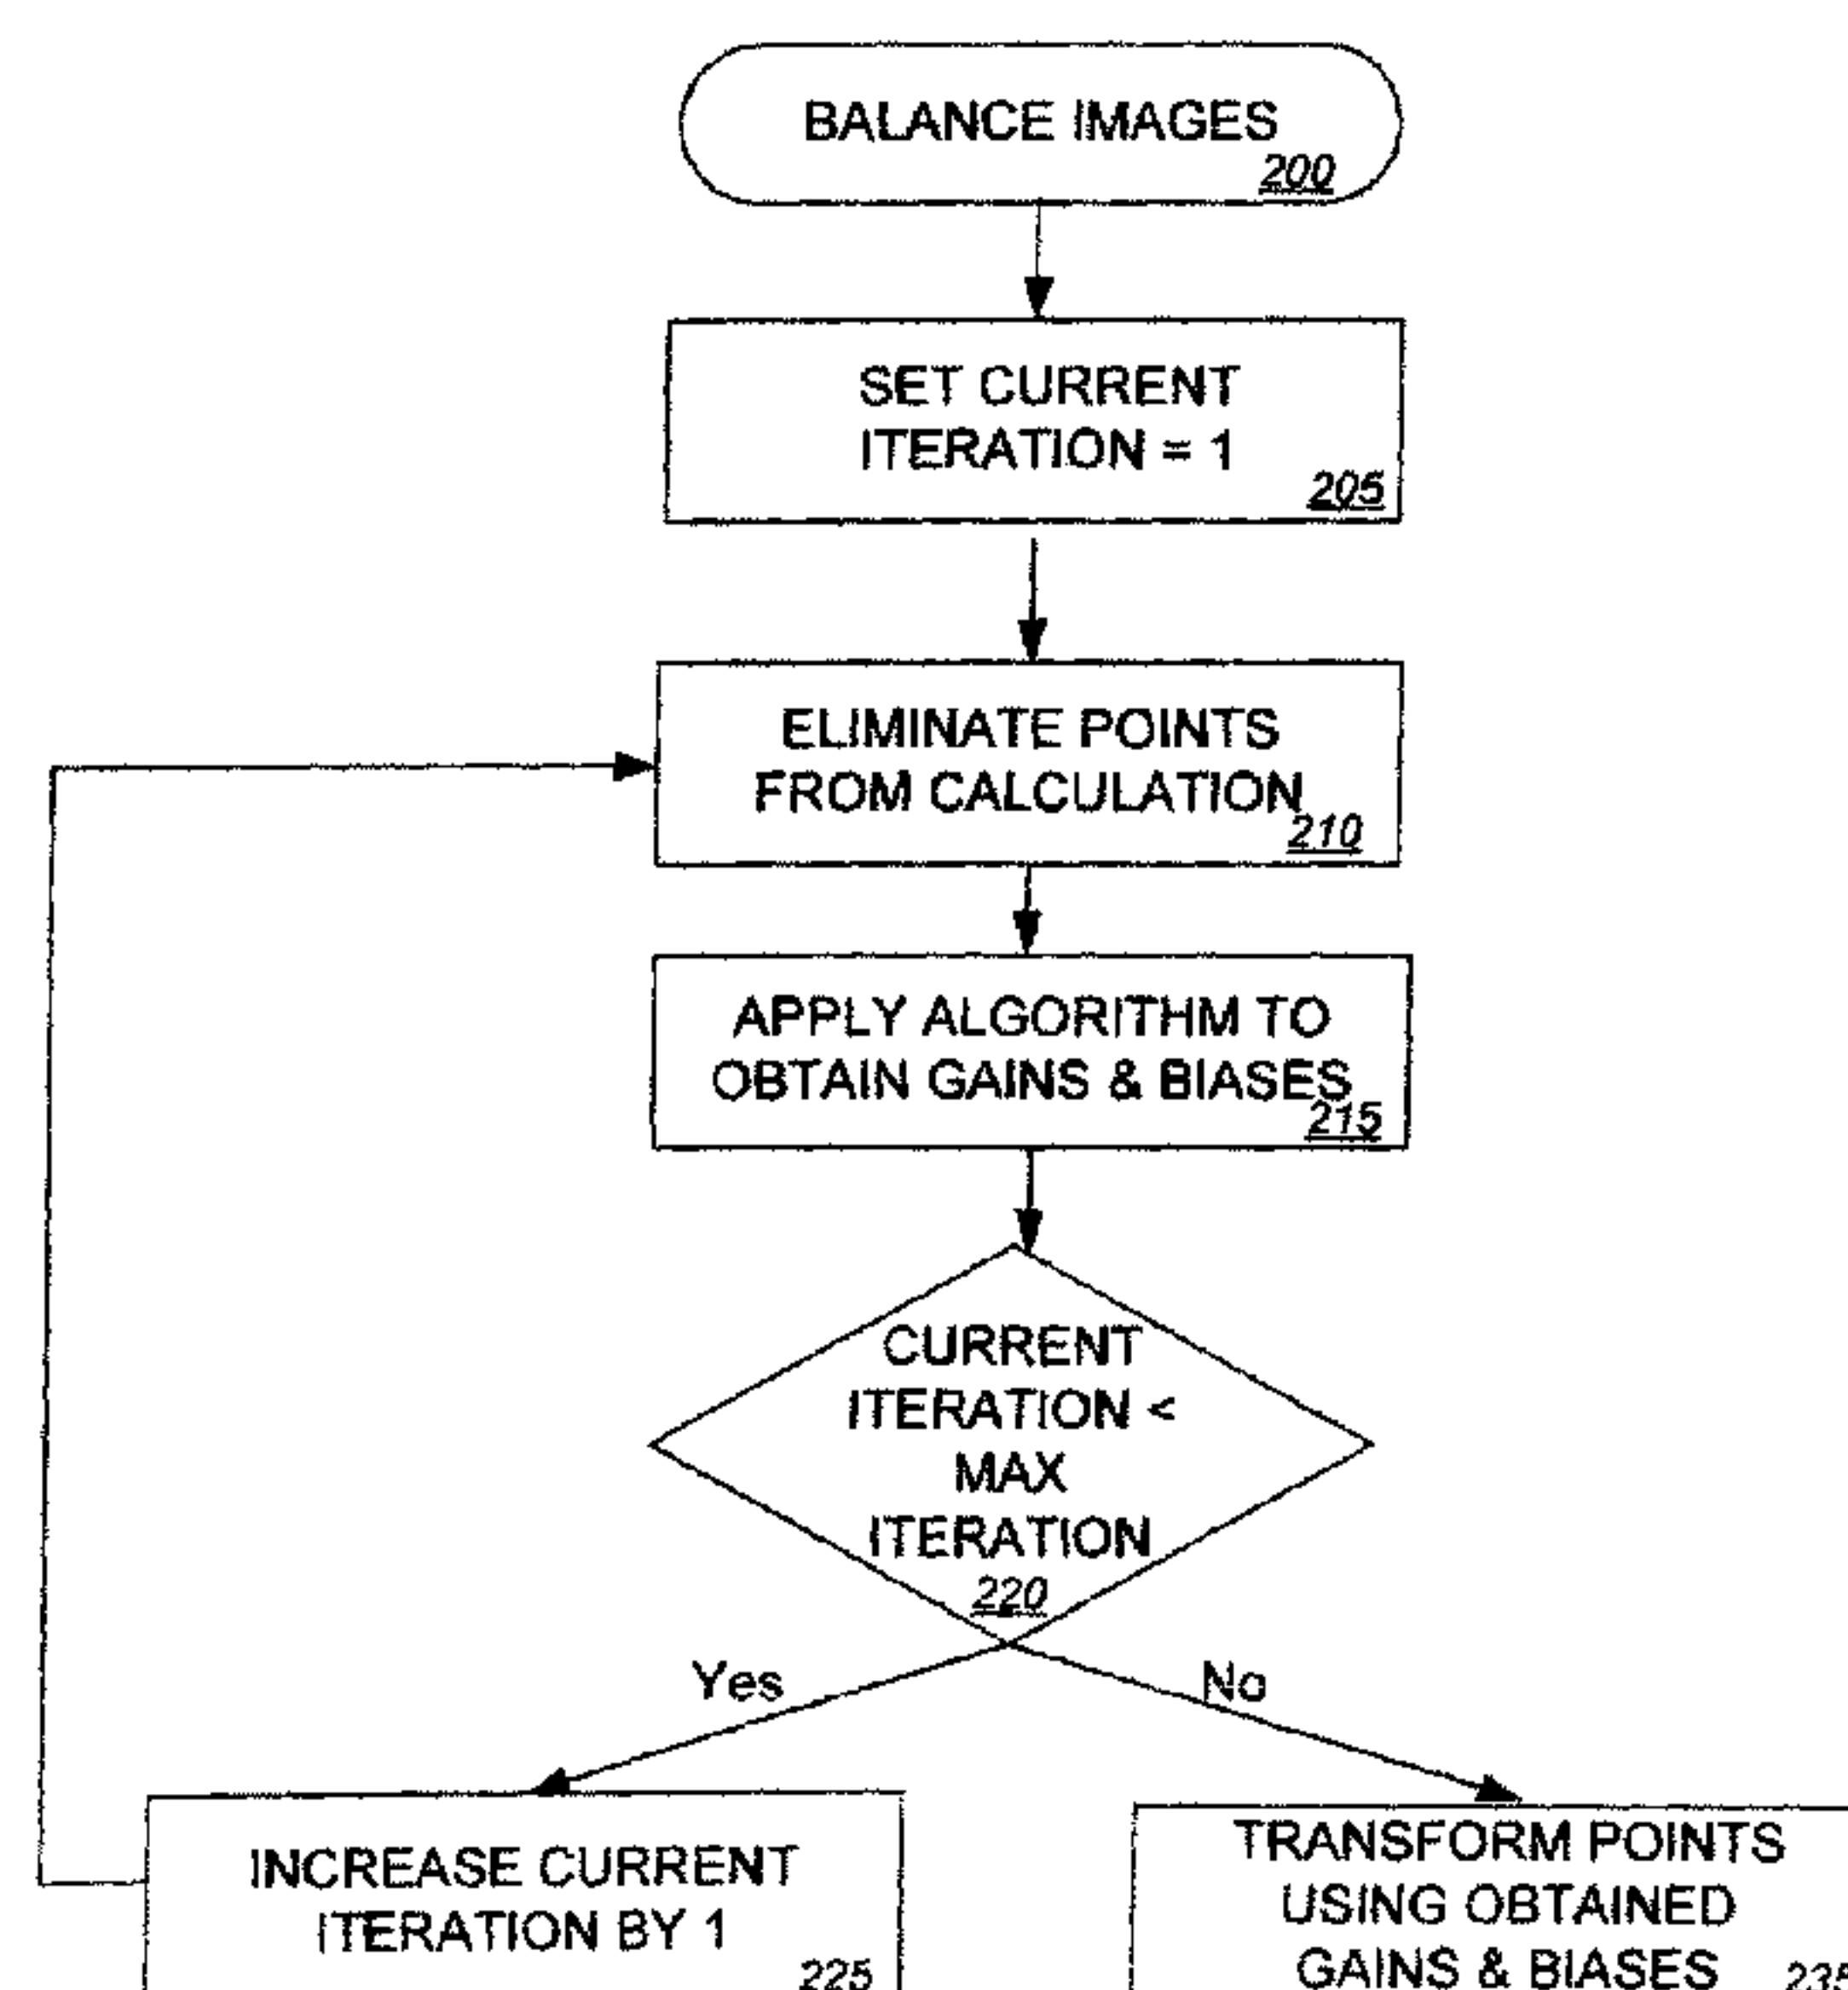 BALANCE IMAGES
200
SET CURRENT
ITERATION = 1
205
ELIMINATE POINTS
FROM CALCULATION
210
APPLY ALGORITHM TO
OBTAIN GAINS & BIASES
215
CURRENT
ITERATION <
MAX
ITERATION
220
Yes
No
INCREASE CURRENT
ITERATION BY 1
225
TRANSFORM POINTS
USING OBTAINED
GAINS & BIASES
235